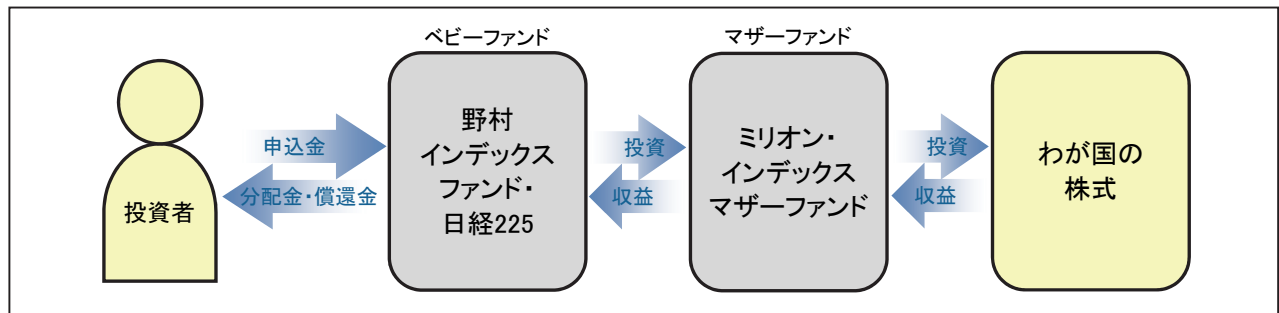 ベビーファンド
マザーファンド
投資者
申込金
分配金・償還金
野村
インデックス
ファンド・
日経225
投資
収益
ミリオン・
インデックス
マザーファンド
投資
収益
わが国の
株式